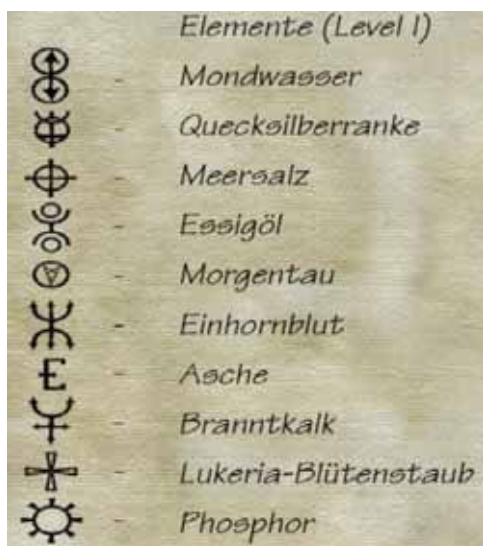 Elemente (Level I)
- Mondwasser
- Quecksilberranke
- Meersalz
- Essigöl
- Morgentau
- Einhornblut
E - Asche
- Branntkalk
- Lukeria-Blütenstaub
- Phosphor